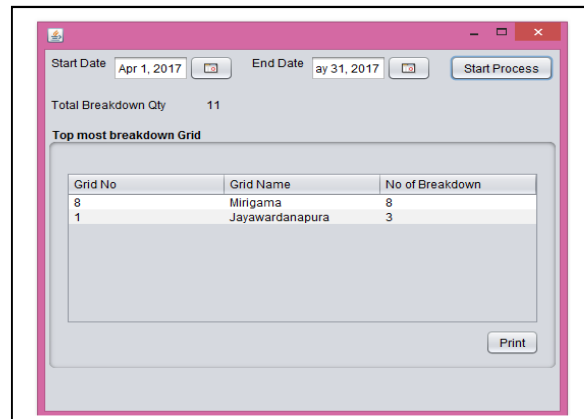 Start Date Apr 1, 2017 End Date ay 31, 2017 Start Process
Total Breakdown Qty 11
Top most breakdown Grid
Grid No Grid Name No of Breakdown
8 Mirigama 8
1 Jayawardanapura 3
Print